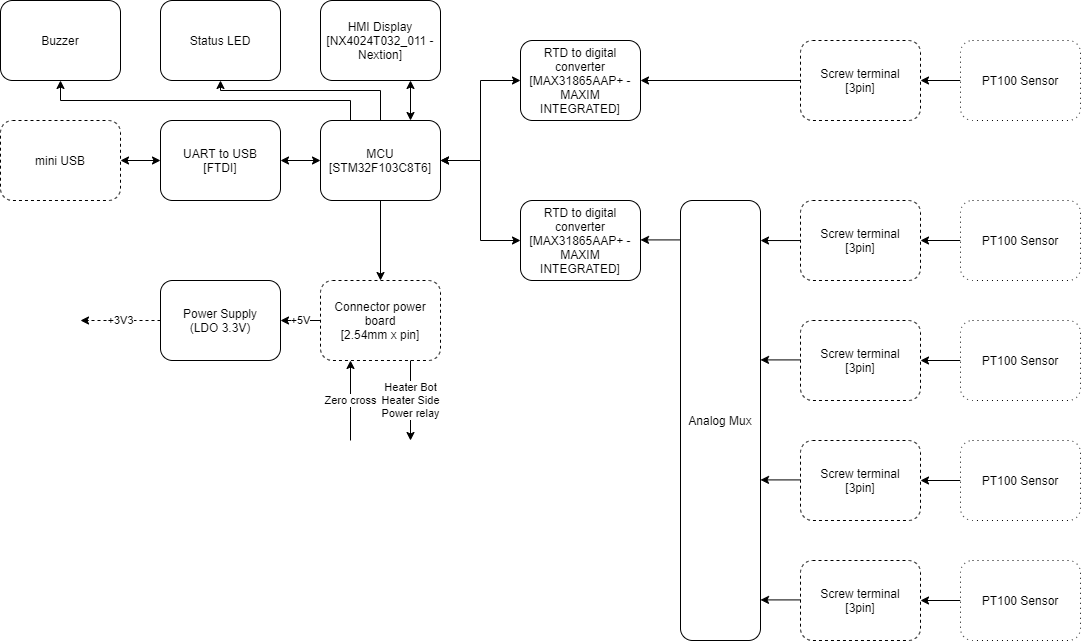 Buzzer
Status LED
HMI Display
[NX4024T032_011 -
Nextion]
RTD to digital
converter
[MAX31865AAP+ -
MAXIM
INTEGRATED]
Screw terminal
[3pin]
PT100 Sensor
mini USB
UART to USB
[FTDI]
MCU
[STM32F103C8T6]
RTD to digital
converter
[MAX31865AAP+ -
MAXIM
INTEGRATED]
Screw terminal
[3pin]
PT100 Sensor
+3V3
Power Supply
(LDO 3.3V)
+5V
Connector power
board
[2.54mm x pin]
Screw terminal
[3pin]
PT100 Sensor
Zero cross
Heater Bot
Heater Side
Power relay
Analog Mux
Screw terminal
[3pin]
PT100 Sensor
Screw terminal
[3pin]
PT100 Sensor